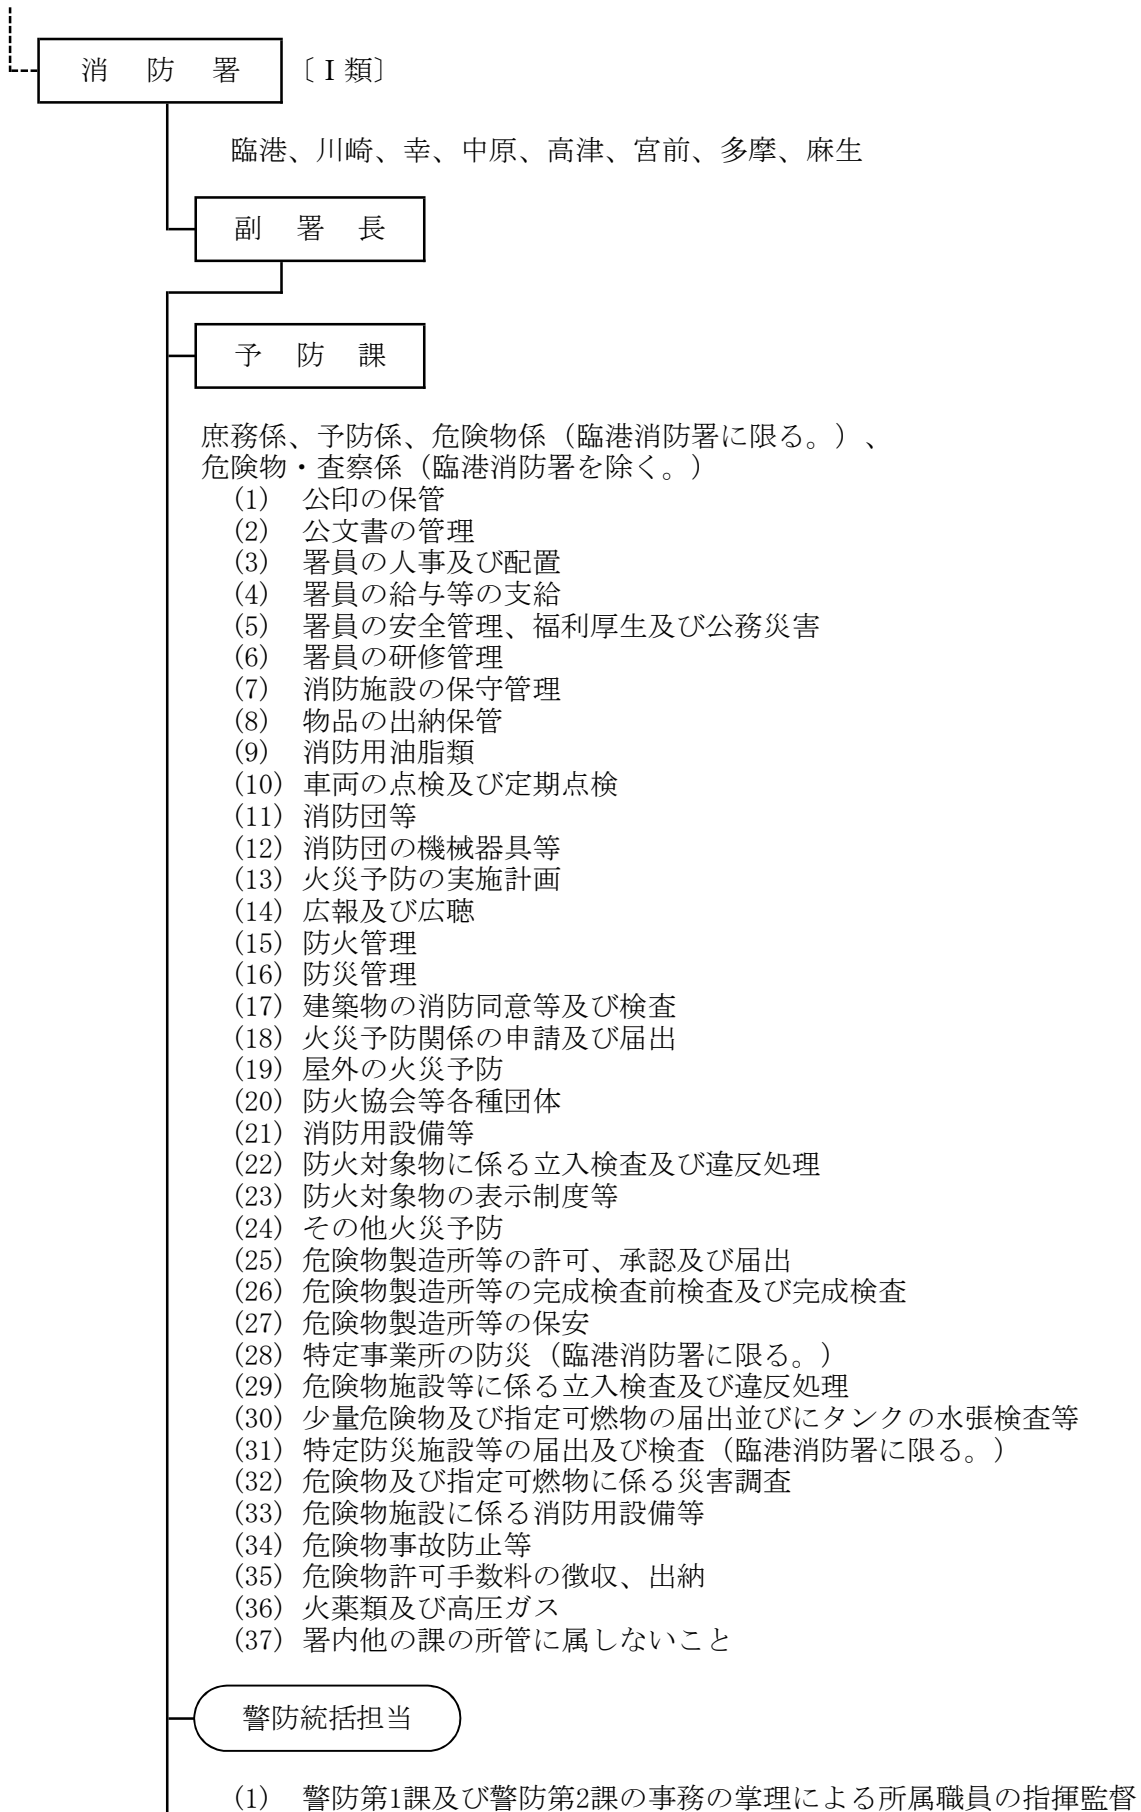 消　防　署　〔Ⅰ類〕
臨港、川崎、幸、中原、高津、宮前、多摩、麻生
副　署　長
予　防　課
庶務係、予防係、危険物係（臨港消防署に限る。）、
危険物・査察係（臨港消防署を除く。）
(1)　公印の保管
(2)　公文書の管理
(3)　署員の人事及び配置
(4)　署員の給与等の支給
(5)　署員の安全管理、福利厚生及び公務災害
(6)　署員の研修管理
(7)　消防施設の保守管理
(8)　物品の出納保管
(9)　消防用油脂類
(10) 車両の点検及び定期点検
(11) 消防団等
(12) 消防団の機械器具等
(13) 火災予防の実施計画
(14) 広報及び広聴
(15) 防火管理
(16) 防災管理
(17) 建築物の消防同意等及び検査
(18) 火災予防関係の申請及び届出
(19) 屋外の火災予防
(20) 防火協会等各種団体
(21) 消防用設備等
(22) 防火対象物に係る立入検査及び違反処理
(23) 防火対象物の表示制度等
(24) その他火災予防
(25) 危険物製造所等の許可、承認及び届出
(26) 危険物製造所等の完成検査前検査及び完成検査
(27) 危険物製造所等の保安
(28) 特定事業所の防災（臨港消防署に限る。）
(29) 危険物施設等に係る立入検査及び違反処理
(30) 少量危険物及び指定可燃物の届出並びにタンクの水張検査等
(31) 特定防災施設等の届出及び検査（臨港消防署に限る。）
(32) 危険物及び指定可燃物に係る災害調査
(33) 危険物施設に係る消防用設備等
(34) 危険物事故防止等
(35) 危険物許可手数料の徴収、出納
(36) 火薬類及び高圧ガス
(37) 署内他の課の所管に属しないこと
警防統括担当
(1)　警防第1課及び警防第2課の事務の掌理による所属職員の指揮監督